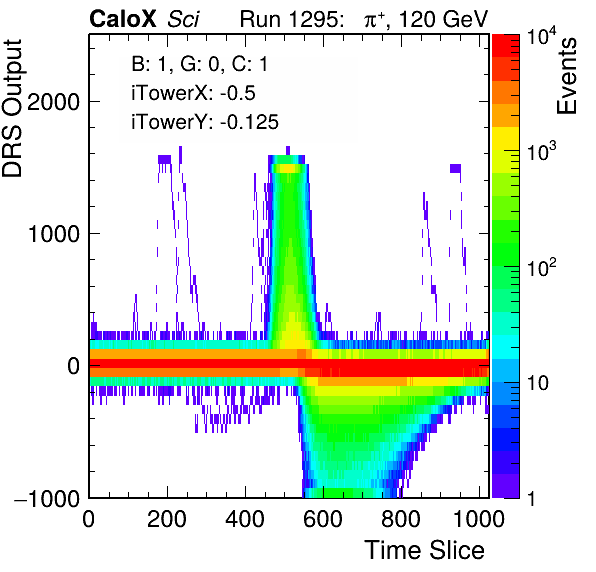 CaloX Sci Run 1295: π⁺, 120 GeV
B: 1, G: 0, C: 1
iTowerX: -0.5
iTowerY: -0.125
DRS Output
2000
1000
0
−1000
0 200 400 600 800 1000
Time Slice
Events
10⁴
10³
10²
10
1